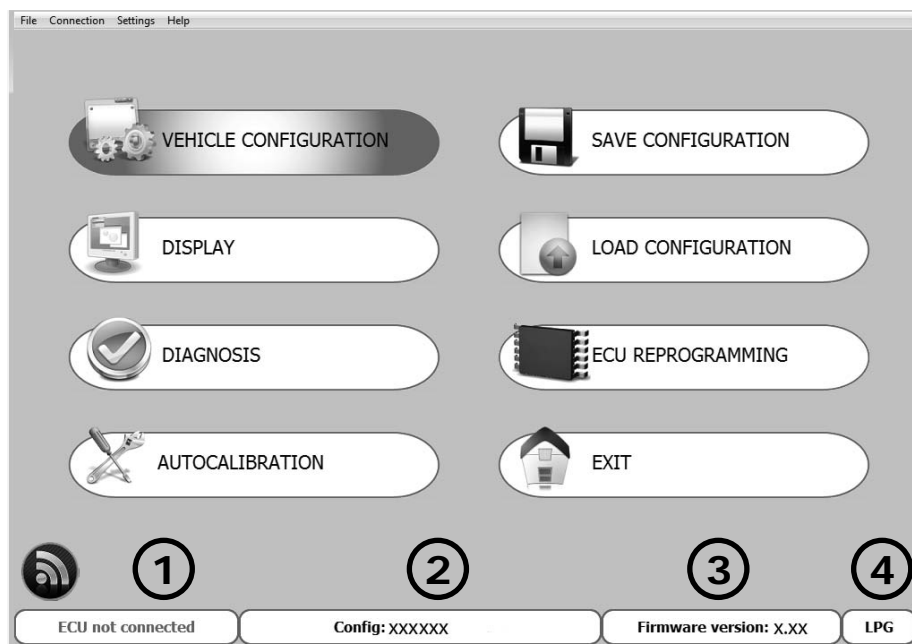 File Connection Settings Help
VEHICLE CONFIGURATION
SAVE CONFIGURATION
DISPLAY
LOAD CONFIGURATION
DIAGNOSIS
ECU REPROGRAMMING
AUTOCALIBRATION
EXIT
1 2 3 4
ECU not connected Config: XXXXXX Firmware version: X.XX LPG